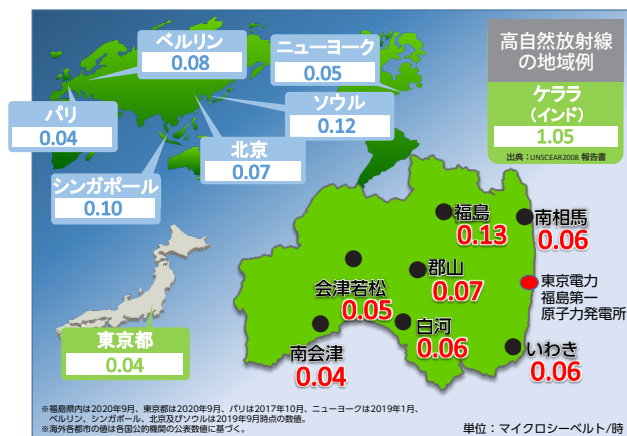 ベルリン
0.08
ニューヨーク
0.05
高自然放射線
の地域例
ケララ
(インド)
1.05
出典:UNSCEAR2008 報告書
パリ
0.04
ソウル
0.12
北京
0.07
シンガポール
0.10
福島
0.13
南相馬
0.06
郡山
0.07
会津若松
0.05
東京電力
福島第一
原子力発電所
白河
0.06
南会津
0.04
いわき
0.06
東京都
0.04
※福島県内は2020年9月、東京都は2020年9月、パリは2017年10月、ニューヨークは2019年1月、
ベルリン、シンガポール、北京及びソウルは2019年9月時点の数値。
※海外各都市の値は各国公的機関の公表数値に基づく。
単位：マイクロシーベルト/時